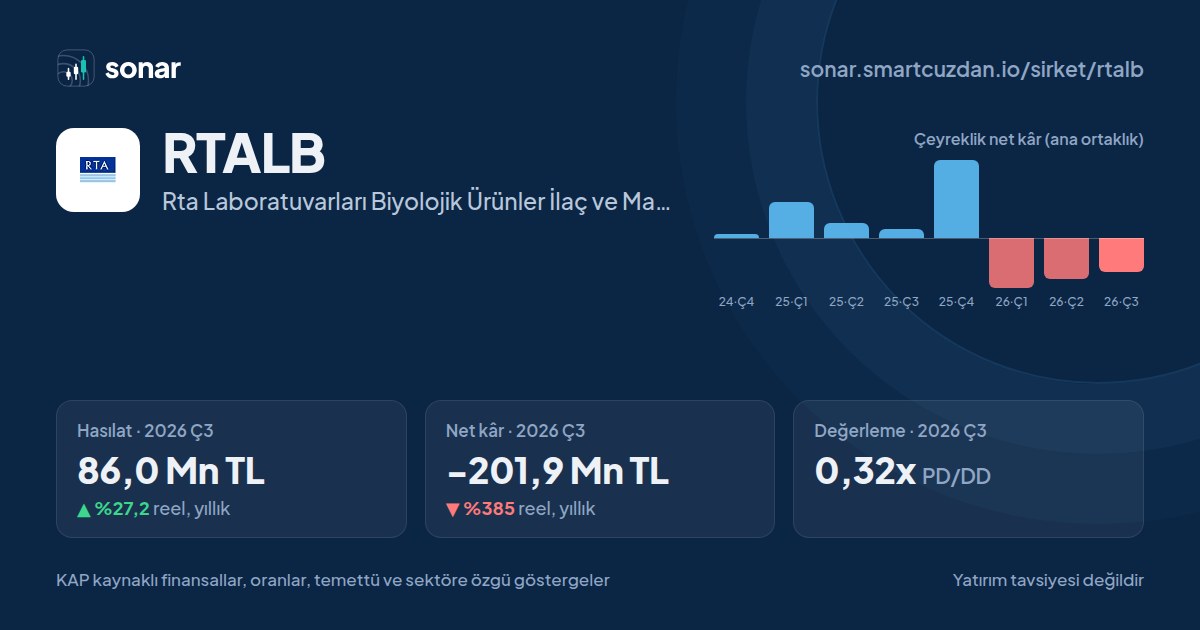 sonar
sonar.smartcuzdan.io/sirket/rtalb
RTA
RTALB
Rta Laboratuvarları Biyolojik Ürünler İlaç ve Ma...
Çeyreklik net kâr (ana ortaklık)
24·Ç4 25·Ç1 25·Ç2 25·Ç3 25·Ç4 26·Ç1 26·Ç2 26·Ç3
Hasılat · 2026 Ç3
86,0 Mn TL
▲ %27,2 reel, yıllık
Net kâr · 2026 Ç3
−201,9 Mn TL
▼ %385 reel, yıllık
Değerleme · 2026 Ç3
0,32x PD/DD
KAP kaynaklı finansallar, oranlar, temettü ve sektöre özgü göstergeler
Yatırım tavsiyesi değildir